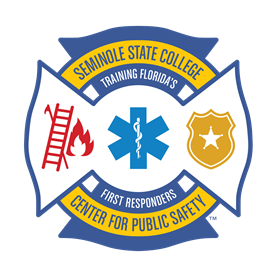 SEMINOLE STATE COLLEGE
TRAINING FLORIDA'S
FIRST RESPONDERS
CENTER FOR PUBLIC SAFETY
™